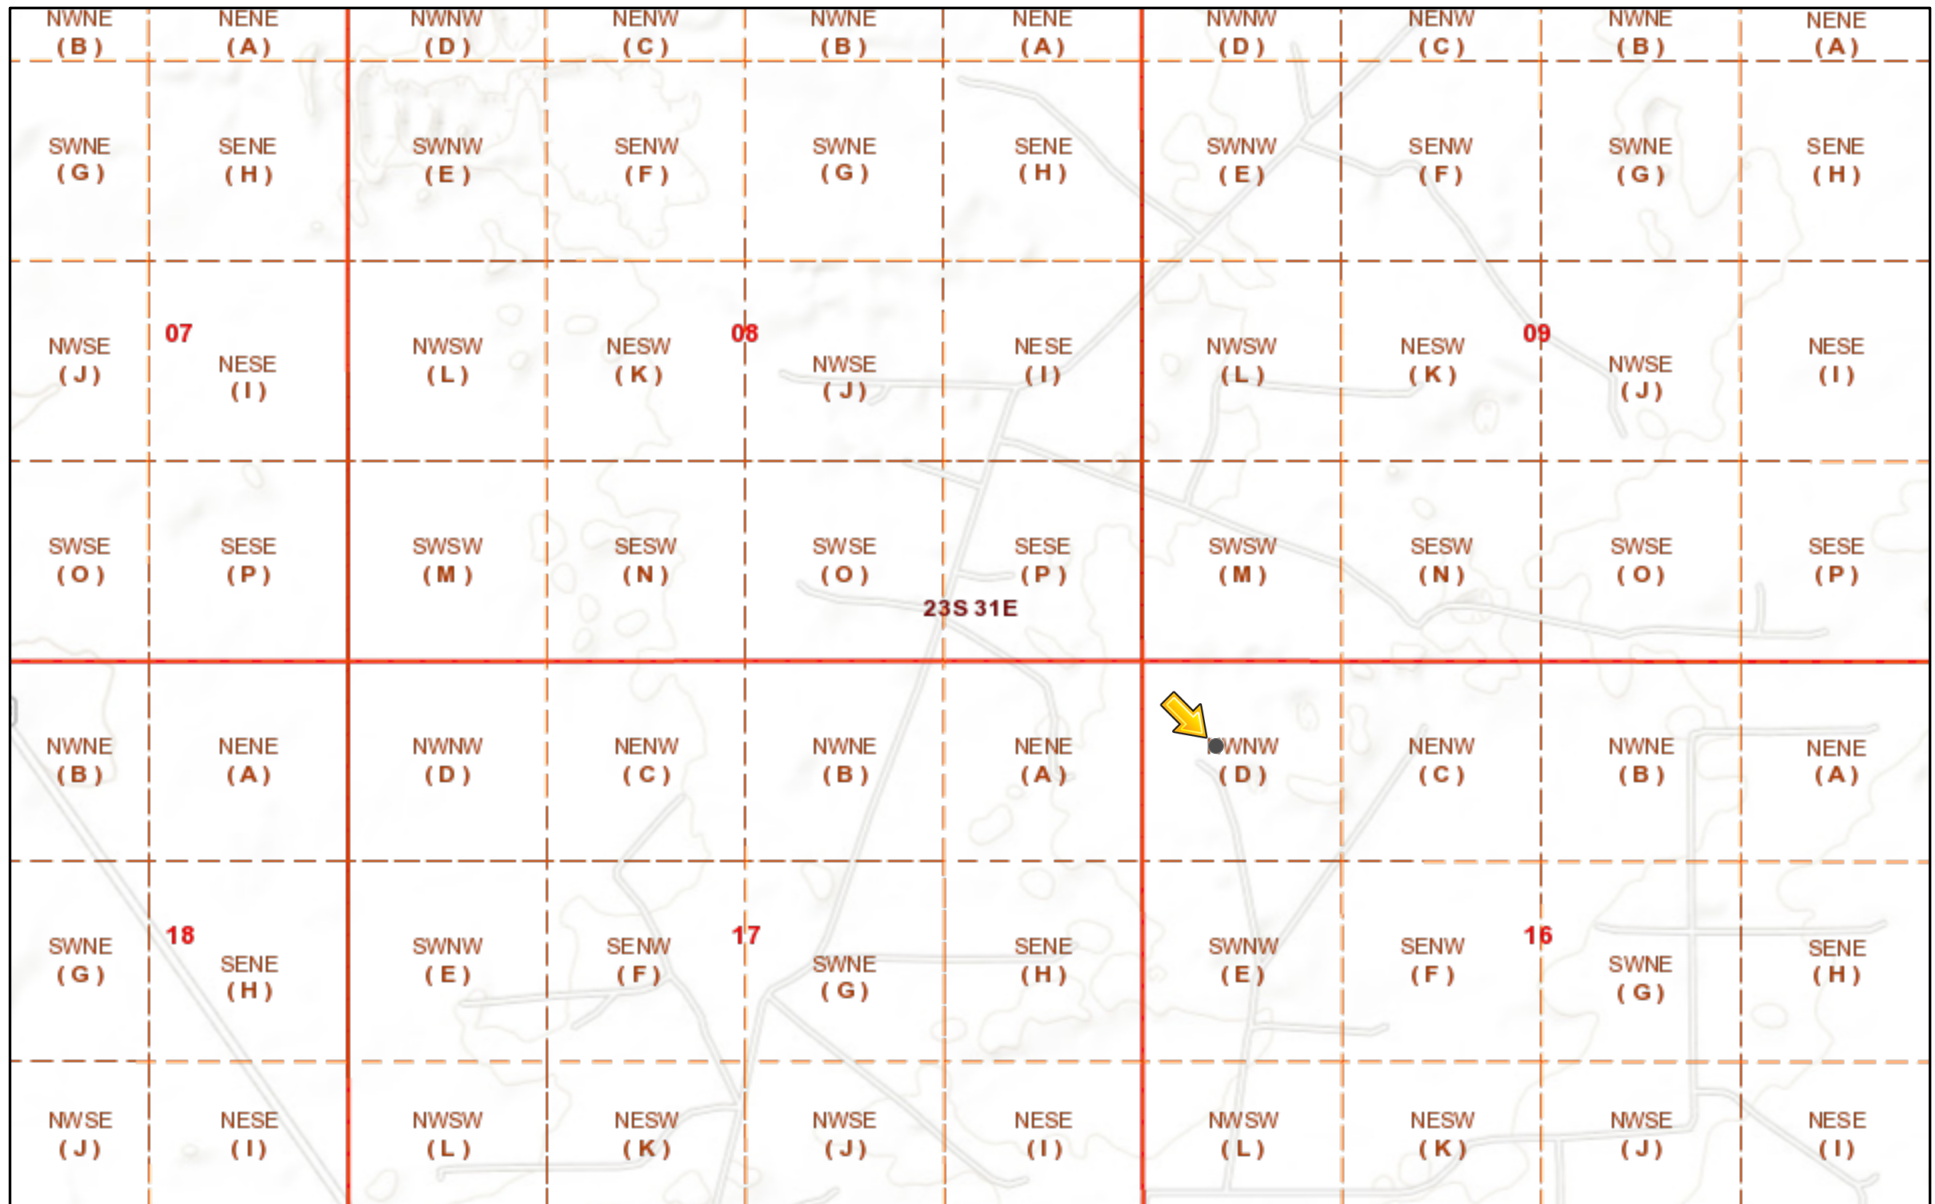 NWNE NENE NWNW NENW NWNE NENE NWNW NENW NWNE NENE
(B) (A) (D) (C) (B) (A) (D) (C) (B) (A)
SWNE SENE SWNW SENW SWNE SENE SWNW SENW SWNE SENE
(G) (H) (E) (F) (G) (H) (E) (F) (G) (H)
07 08 09
NWSE NESE NWSW NESW NWSE NESE NWSW NESW NWSE NESE
(J) (I) (L) (K) (J) (I) (L) (K) (J) (I)
SWSE SESE SWSW SESW SWSE SESE SWSW SESW SWSE SESE
(O) (P) (M) (N) (O) (P) (M) (N) (O) (P)
23S 31E
NWNE NENE NWNW NENW NWNE NENE WNW NENW NWNE NENE
(B) (A) (D) (C) (B) (A) (D) (C) (B) (A)
18 17 16
SWNE SENE SWNW SENW SWNE SENE SWNW SENW SWNE SENE
(G) (H) (E) (F) (G) (H) (E) (F) (G) (H)
NWSE NESE NWSW NESW NWSE NESE NWSW NESW NWSE NESE
(J) (I) (L) (K) (J) (I) (L) (K) (J) (I)